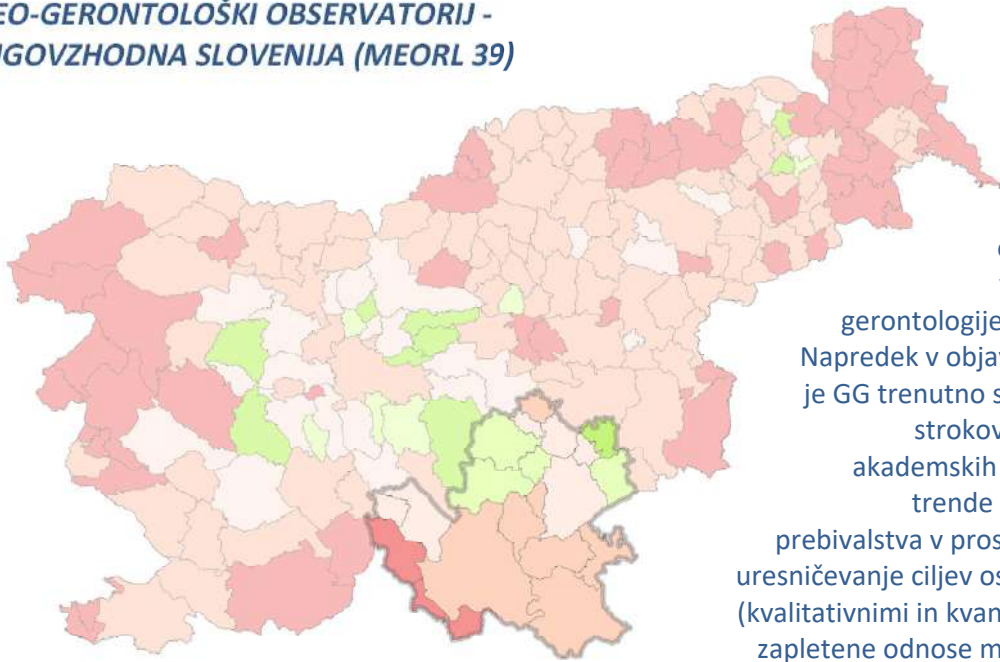 EO-GERONTOLOŠKI OBSERVATORIJ -
GOVZHODNA SLOVENIJA (MEORL 39)
gerontologije
Napredek v objav
je GG trenutno s
strokov
akademskih
trende
prebivalstva v pros
uresničevanje ciljev os
(kvalitativnimi in kvan
zapletene odnose m